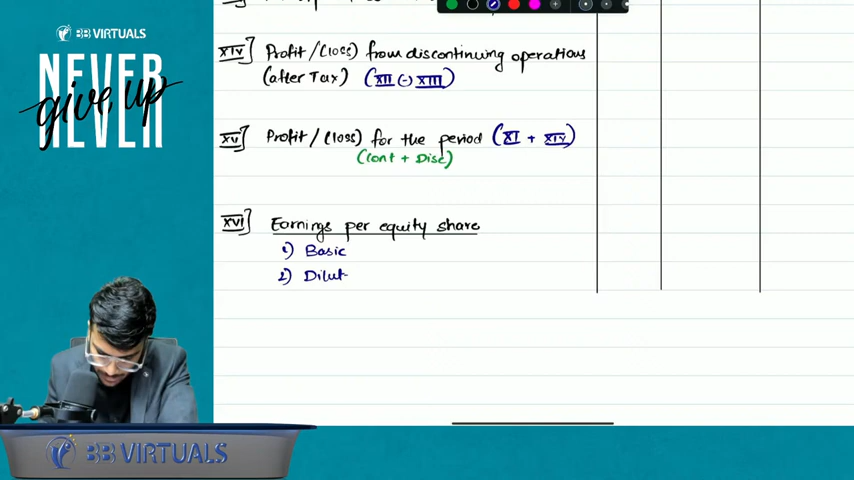 BB VIRTUALS
NEVER
give up
NEVER
XIV] Profit/(loss) from discontinuing operations
(after Tax) (XII (-) XIII)
XV] Profit/(loss) for the period (XI + XIV)
(Cont + Disc)
XVI] Earnings per equity share
1) Basic
2) Dilut
BB VIRTUALS